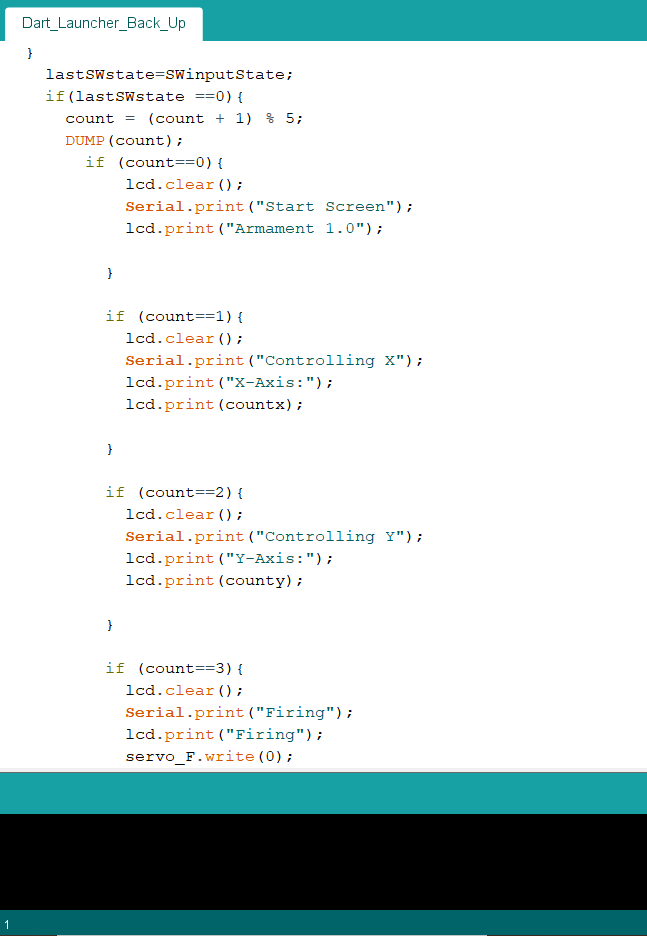 Dart_Launcher_Back_Up
}
lastSWstate=SWinputState;
if(lastSWstate ==0){
count = (count + 1) % 5;
DUMP(count);
if (count==0){
lcd.clear();
Serial.print("Start Screen");
lcd.print("Armament 1.0");
}
if (count==1){
lcd.clear();
Serial.print("Controlling X");
lcd.print("X-Axis:");
lcd.print(countx);
}
if (count==2){
lcd.clear();
Serial.print("Controlling Y");
lcd.print("Y-Axis:");
lcd.print(county);
}
if (count==3){
lcd.clear();
Serial.print("Firing");
lcd.print("Firing");
servo_F.write(0);
1